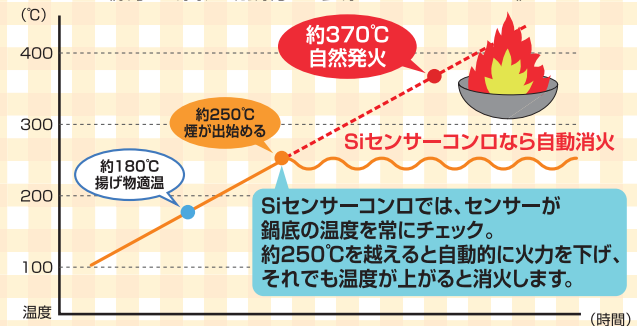 (℃)
400
300
200
100
温度
(時間)
約370℃
自然発火
約250℃
煙が出始める
約180℃
揚げ物適温
Siセンサーコンロなら自動消火
Siセンサーコンロでは、センサーが
鍋底の温度を常にチェック。
約250℃を越えると自動的に火力を下げ、
それでも温度が上がると消火します。